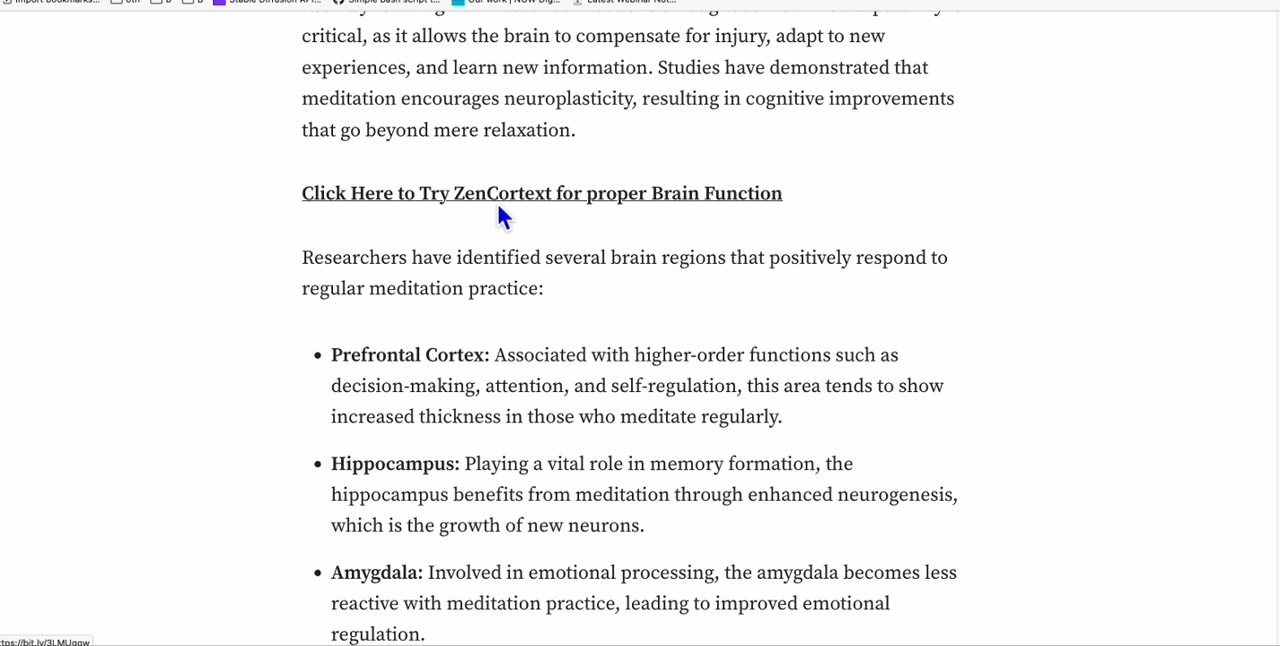 Simple bash script t...
Latest Webinar Not...
critical, as it allows the brain to compensate for injury, adapt to new
experiences, and learn new information. Studies have demonstrated that
meditation encourages neuroplasticity, resulting in cognitive improvements
that go beyond mere relaxation.
Click Here to Try ZenCortext for proper Brain Function
Researchers have identified several brain regions that positively respond to
regular meditation practice:
• Prefrontal Cortex: Associated with higher-order functions such as
decision-making, attention, and self-regulation, this area tends to show
increased thickness in those who meditate regularly.
• Hippocampus: Playing a vital role in memory formation, the
hippocampus benefits from meditation through enhanced neurogenesis,
which is the growth of new neurons.
• Amygdala: Involved in emotional processing, the amygdala becomes less
reactive with meditation practice, leading to improved emotional
regulation.